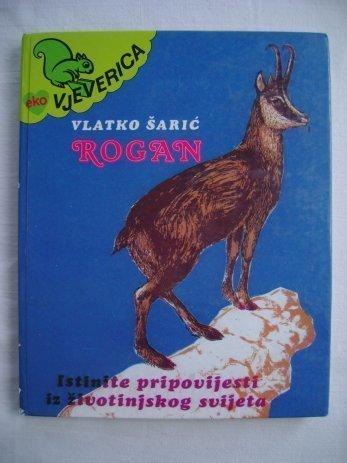 eko VJEVERICA
VLATKO ŠARIĆ
ROGAN
Istinite pripovijesti
iz životinjskog svijeta